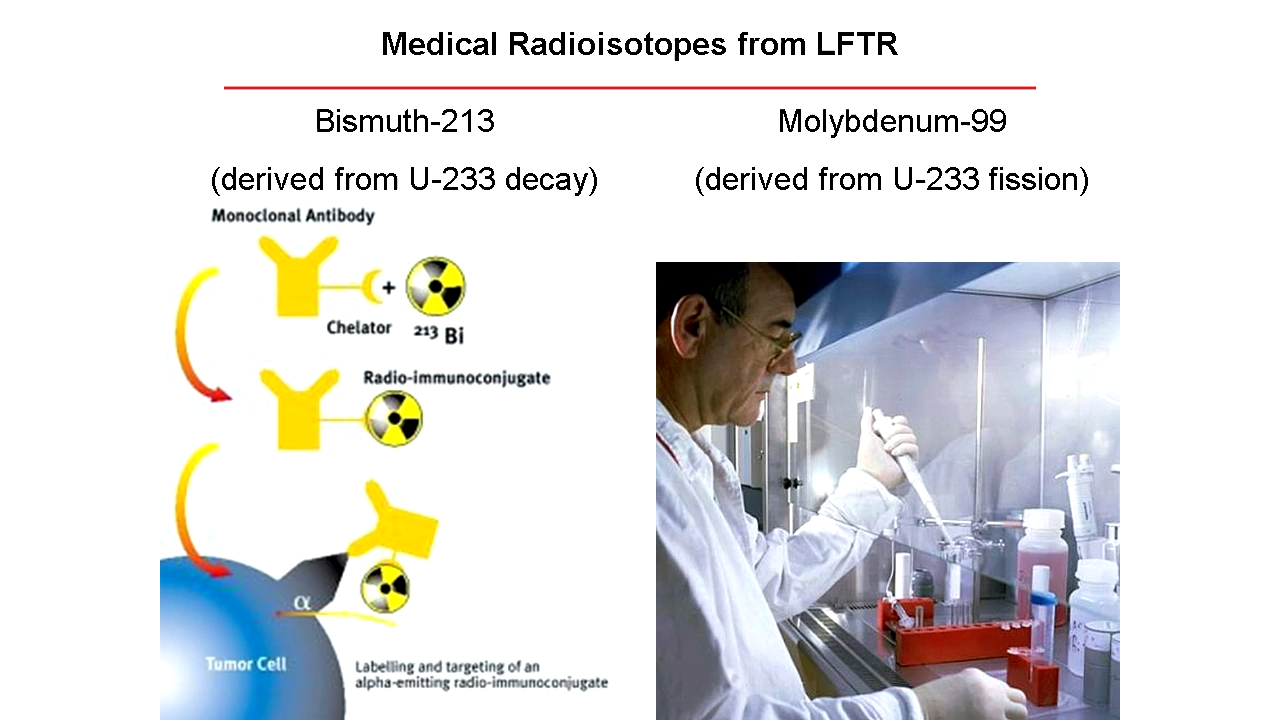 Medical Radioisotopes from LFTR
Bismuth-213
(derived from U-233 decay)
Molybdenum-99
(derived from U-233 fission)
Monoclonal Antibody
+
Chelator
²¹³ Bi
Radio-immunoconjugate
α
Tumor Cell
Labelling and targeting of an
alpha-emitting radio-immunoconjugate